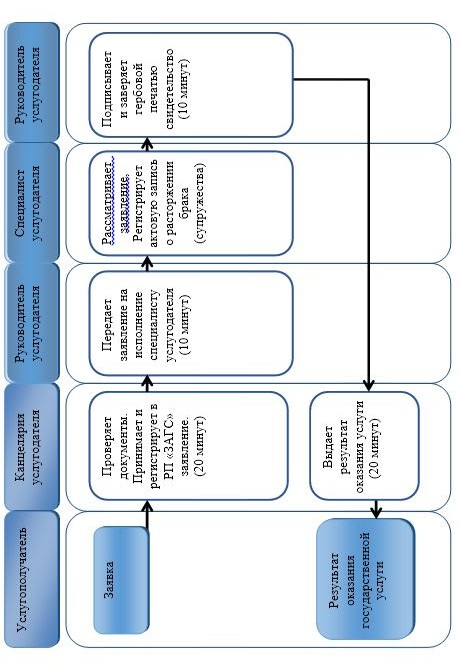 Услугополучатель
Канцелярия
услугодателя
Руководитель
услугодателя
Специалист
услугодателя
Руководитель
услугодателя
Заявка
Проверяет
документы.
Принимает и
регистрирует в
РП «ЗАГС»
заявление.
(20 минут)
Передает
заявление на
исполнение
специалисту
услугодателя
(10 минут)
Рассматривает
заявление,
Регистрирует
актовую запись
о расторжении
брака
(супружества)
Подписывает
и заверяет
гербовой
печатью
свидетельство
(10 минут)
Выдает
результат
оказания услуги
(20 минут)
Результат
оказания
государственной
услуги